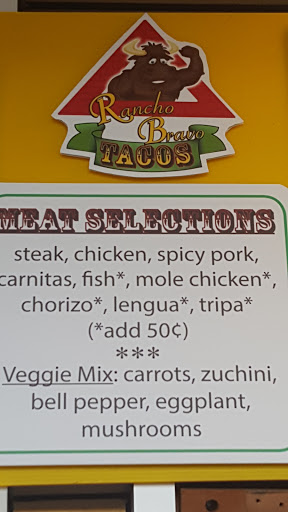 Rancho
Bravo
TACOS
MEAT SELECTIONS
steak, chicken, spicy pork,
carnitas, fish*, mole chicken*,
chorizo*, lengua*, tripa*
(*add 50¢)
***
Veggie Mix: carrots, zuchini,
bell pepper, eggplant,
mushrooms